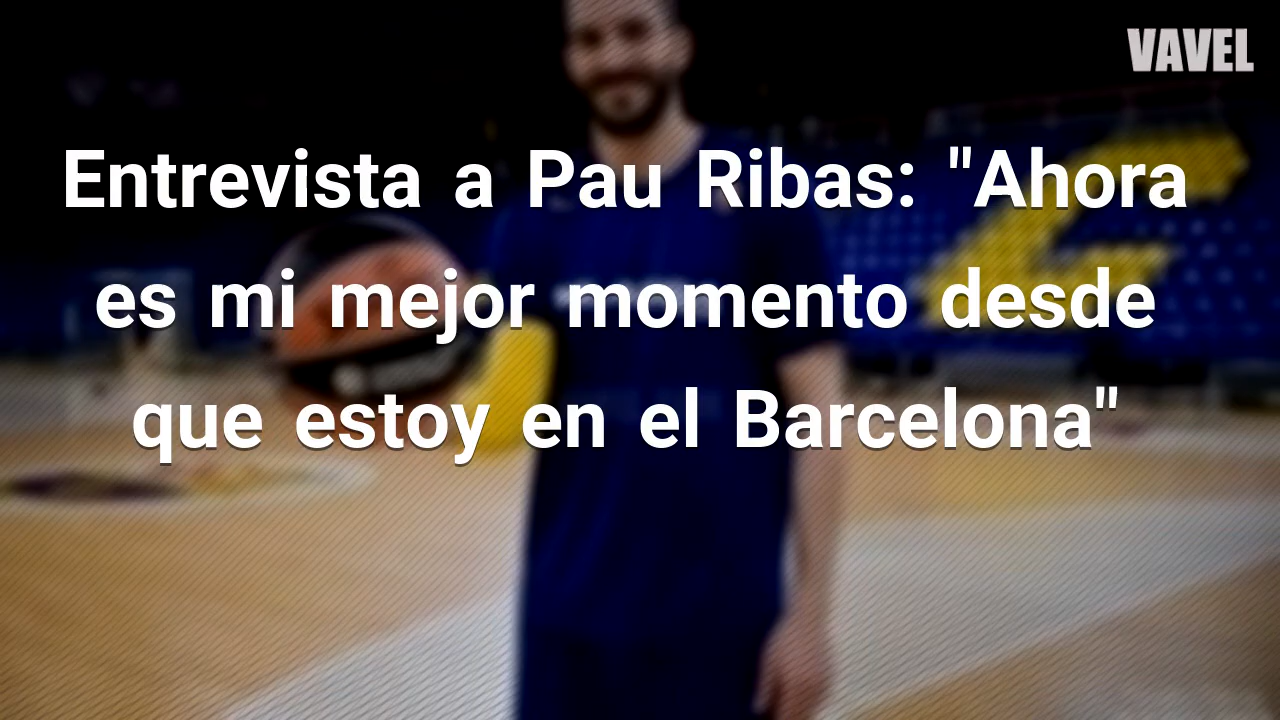 VAVEL
Entrevista a Pau Ribas: "Ahora
es mi mejor momento desde
que estoy en el Barcelona"